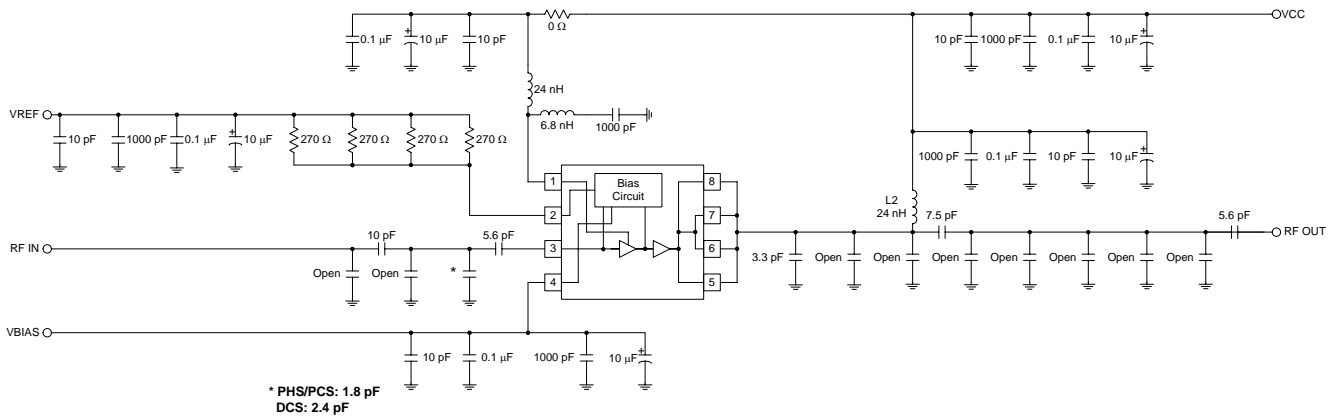 0.1 µF
10 µF
10 pF
0 Ω
10 pF
1000 pF
0.1 µF
10 µF
VCC
24 nH
VREF
10 pF
1000 pF
0.1 µF
10 µF
270 Ω
270 Ω
270 Ω
270 Ω
6.8 nH
1000 pF
1000 pF
0.1 µF
10 pF
10 µF
1
Bias
Circuit
8
2
7
L2
24 nH
7.5 pF
5.6 pF
RF IN
10 pF
5.6 pF
3
6
RF OUT
Open
Open
*
4
5
3.3 pF
Open
Open
Open
Open
Open
Open
Open
VBIAS
10 pF
0.1 µF
1000 pF
10 µF
* PHS/PCS: 1.8 pF
DCS: 2.4 pF